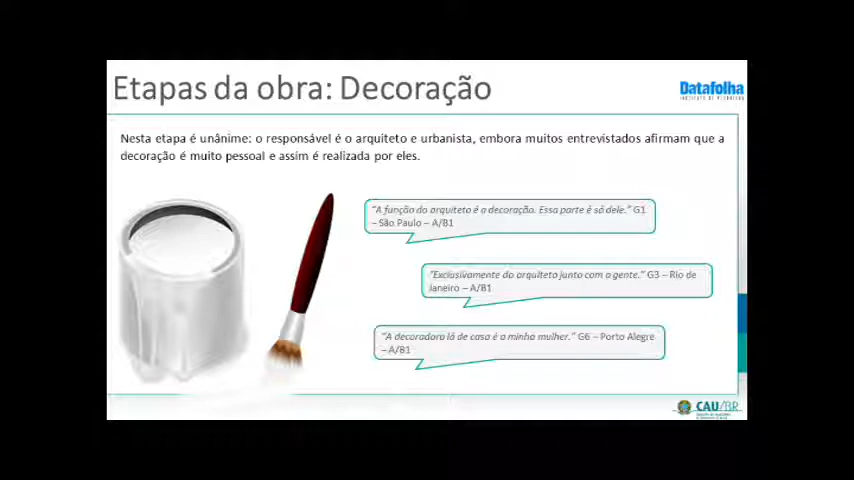 Etapas da obra: Decoração
Datafolha
INSTITUTO DE PESQUISAS
Nesta etapa é unânime: o responsável é o arquiteto e urbanista, embora muitos entrevistados afirmam que a
decoração é muito pessoal e assim é realizada por eles.
"A função do arquiteto é a decoração. Essa parte é só dele." G1
– São Paulo – A/B1
"Exclusivamente do arquiteto junto com a gente." G3 – Rio de
Janeiro – A/B1
"A decoradora lá de casa é a minha mulher." G6 – Porto Alegre
– A/B1
CAU/BR